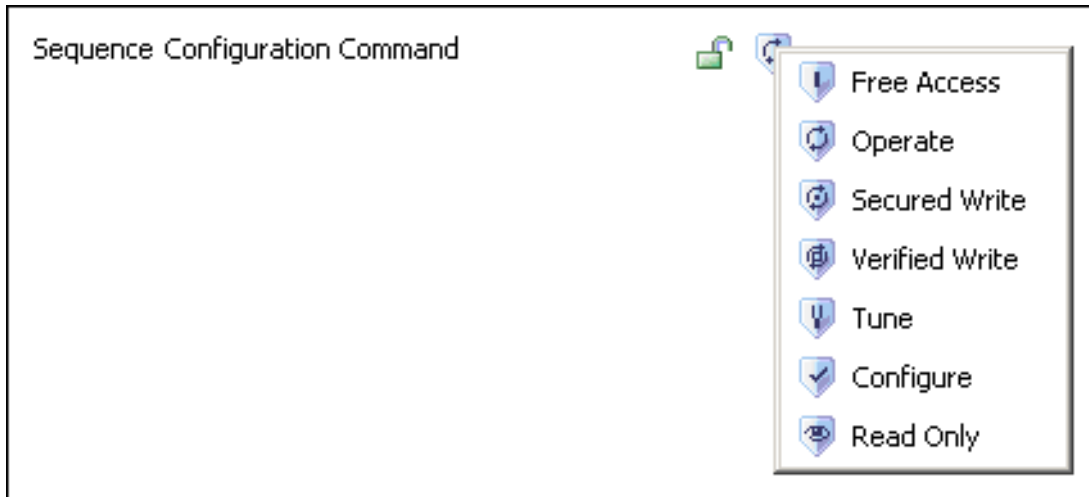 Sequence Configuration Command
Free Access
Operate
Secured Write
Verified Write
Tune
Configure
Read Only